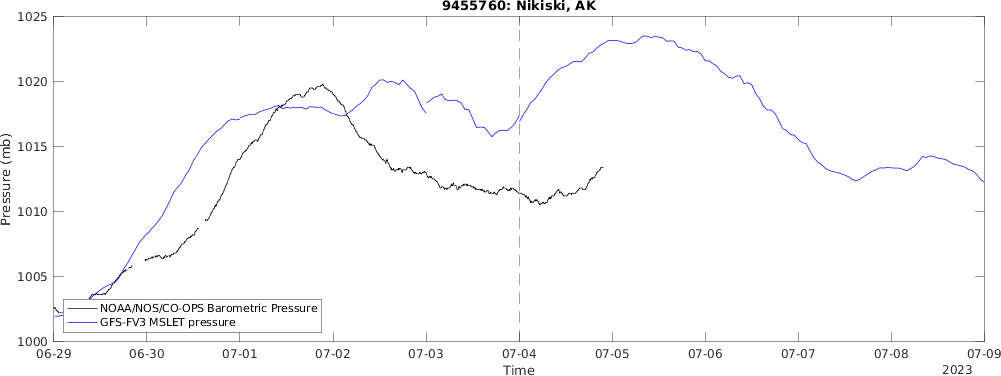 9455760: Nikiski, AK
1025
1020
1015
1010
1005
1000
Pressure (mb)
NOAA/NOS/CO-OPS Barometric Pressure
GFS-FV3 MSLET pressure
06-29 06-30 07-01 07-02 07-03 07-04 07-05 07-06 07-07 07-08 07-09
Time
2023